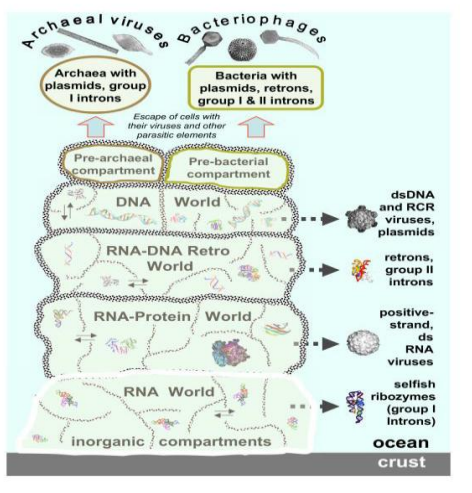 Archaeal viruses
Bacteriophages
Archaea with
plasmids, group
I introns
Bacteria with
plasmids, retrons,
group I & II introns
Escape of cells with
their viruses and other
parasitic elements
Pre-archaeal
compartment
Pre-bacterial
compartment
DNA World
dsDNA
and RCR
viruses,
plasmids
RNA-DNA Retro
World
retrons,
group II
introns
RNA-Protein World
positive-
strand,
ds
RNA
viruses
RNA World
selfish
ribozymes
(group I
Introns)
inorganic compartments
ocean
crust